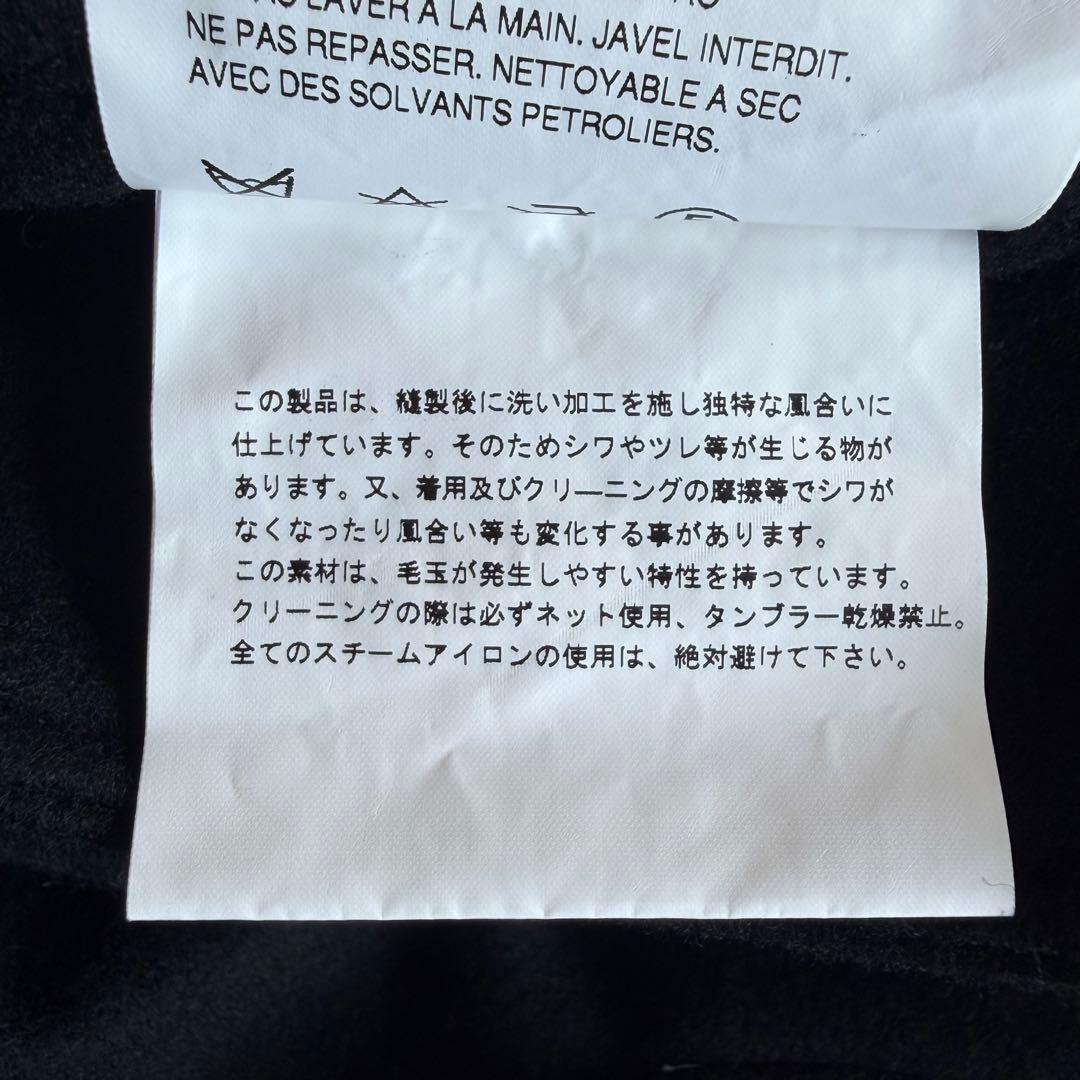 LAVER A LA MAIN. JAVEL INTERDIT.
NE PAS REPASSER. NETTOYABLE A SEC
AVEC DES SOLVANTS PETROLIERS.
この製品は、縫製後に洗い加工を施し独特な風合いに
仕上げています。そのためシワやツレ等が生じる物が
あります。又、着用及びクリーニングの摩擦等でシワが
なくなったり風合い等も変化する事があります。
この素材は、毛玉が発生しやすい特性を持っています。
クリーニングの際は必ずネット使用、タンブラー乾燥禁止。
全てのスチームアイロンの使用は、絶対避けて下さい。